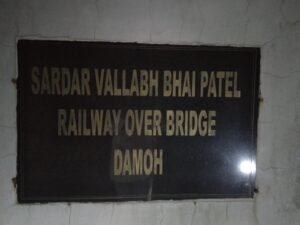 SARDAR VALLABH BHAI PATEL
RAILWAY OVER BRIDGE
DAMOH